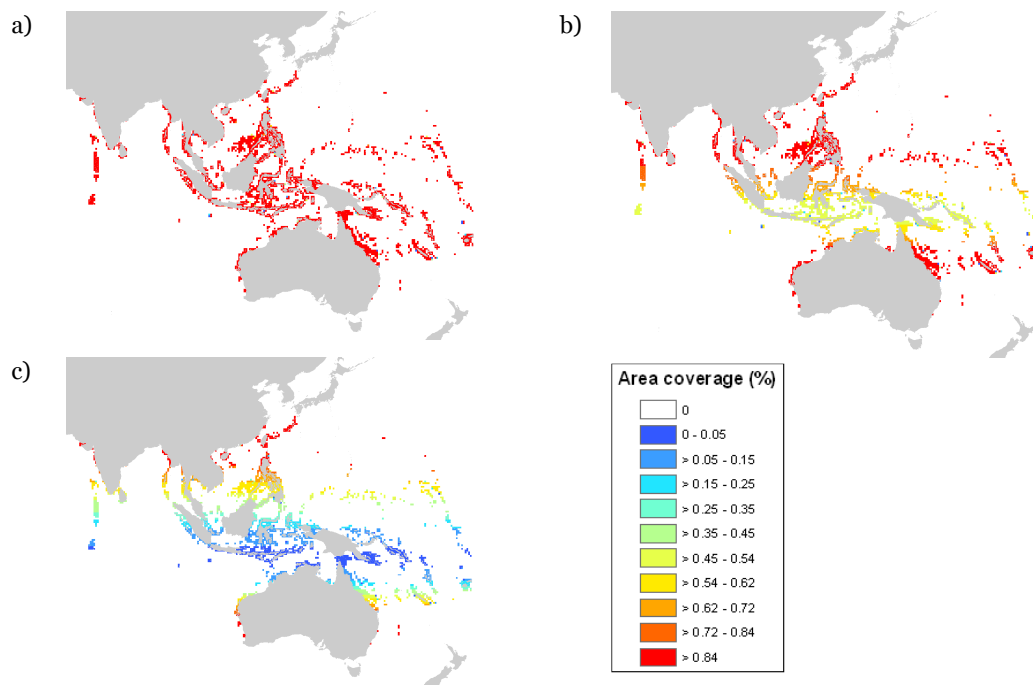 a)
b)
c)
Area coverage (%)
0
0 - 0.05
> 0.05 - 0.15
> 0.15 - 0.25
> 0.25 - 0.35
> 0.35 - 0.45
> 0.45 - 0.54
> 0.54 - 0.62
> 0.62 - 0.72
> 0.72 - 0.84
> 0.84